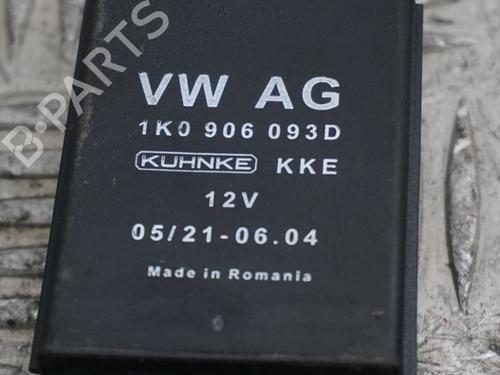 VW AG
1K0 906 093D
KUHNKE KKE
12V
05/21-06.04
Made in Romania
B-PARTS